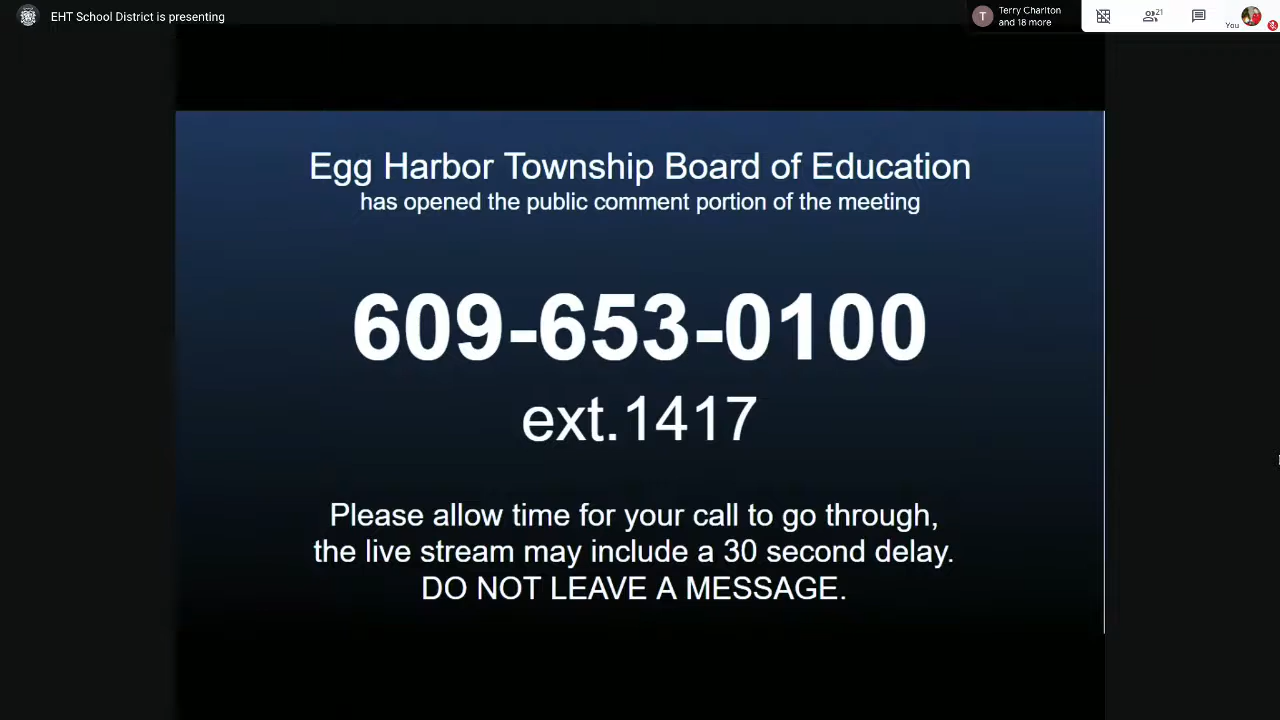 EHT School District is presenting
T
Terry Charlton
and 18 more
21
You
Egg Harbor Township Board of Education
has opened the public comment portion of the meeting
609-653-0100
ext.1417
Please allow time for your call to go through,
the live stream may include a 30 second delay.
DO NOT LEAVE A MESSAGE.